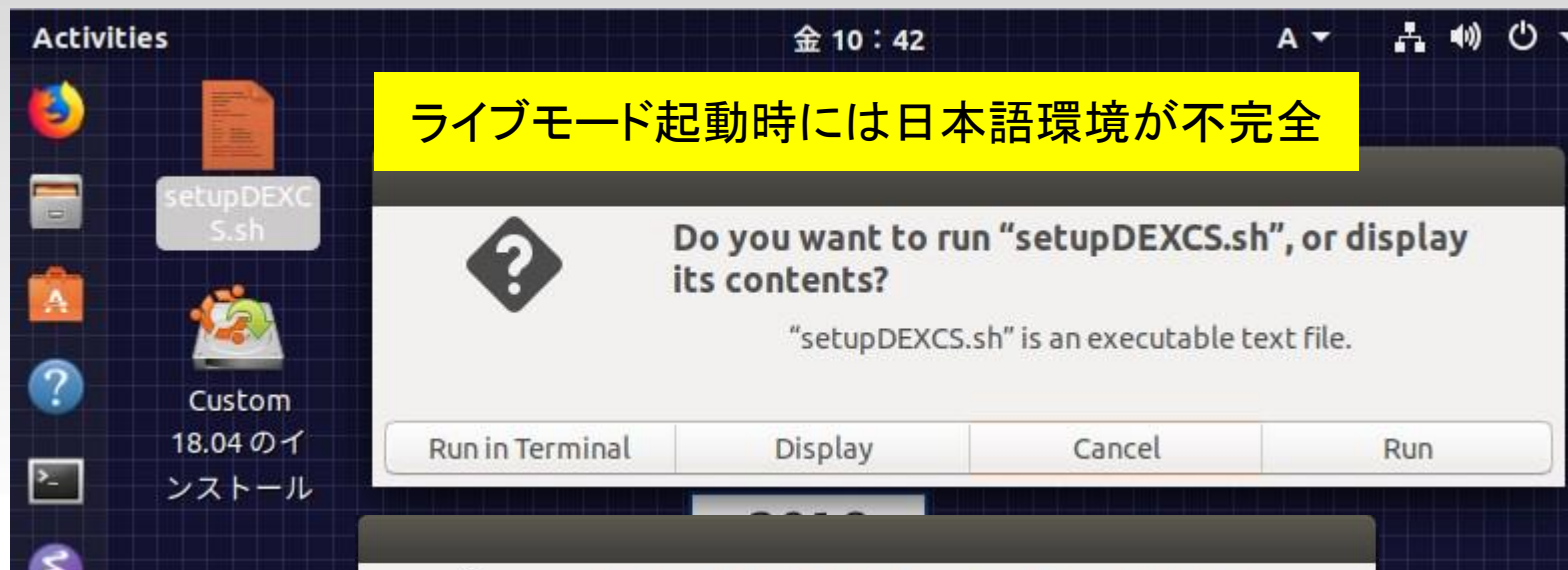 Activities
金 10：42
A
ライブモード起動時には日本語環境が不完全
setupDEXC
S.sh
Do you want to run “setupDEXCS.sh”, or display
its contents?
“setupDEXCS.sh” is an executable text file.
Custom
18.04 のイ
ンストール
Run in Terminal
Display
Cancel
Run